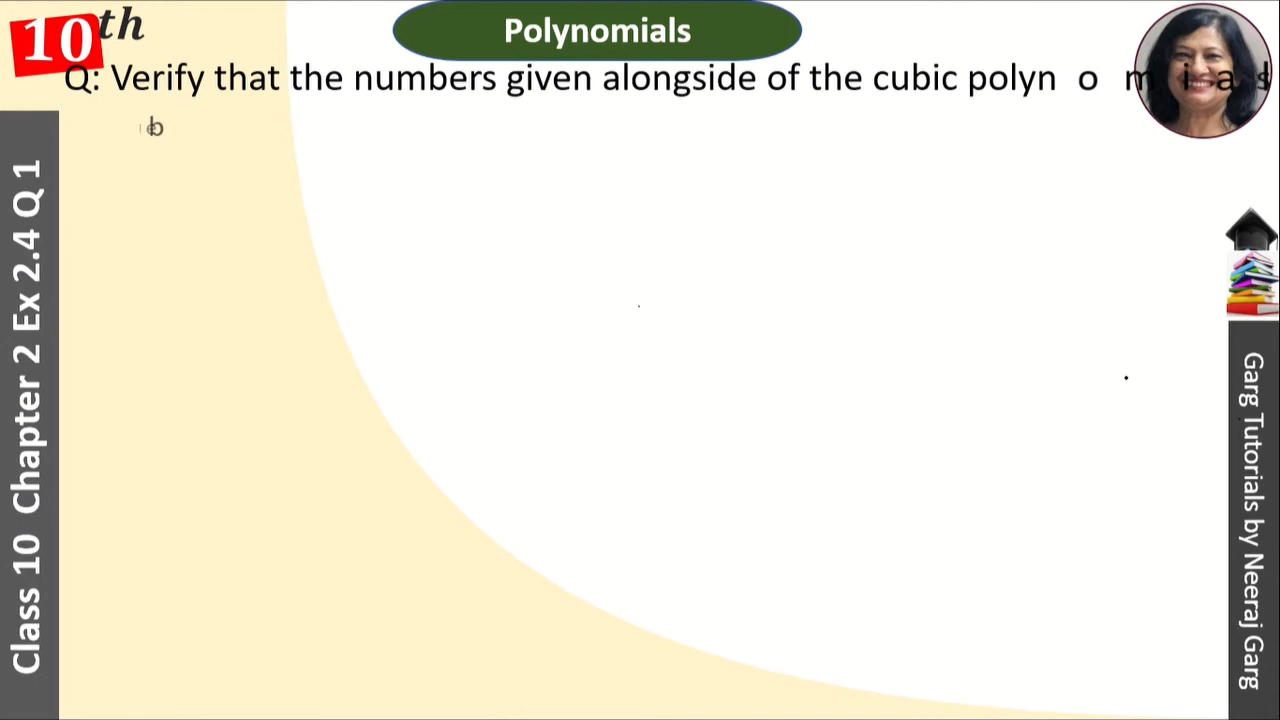 10th
Polynomials
Q: Verify that the numbers given alongside of the cubic polynomials
Class 10 Chapter 2 Ex 2.4 Q 1
Garg Tutorials by Neeraj Garg